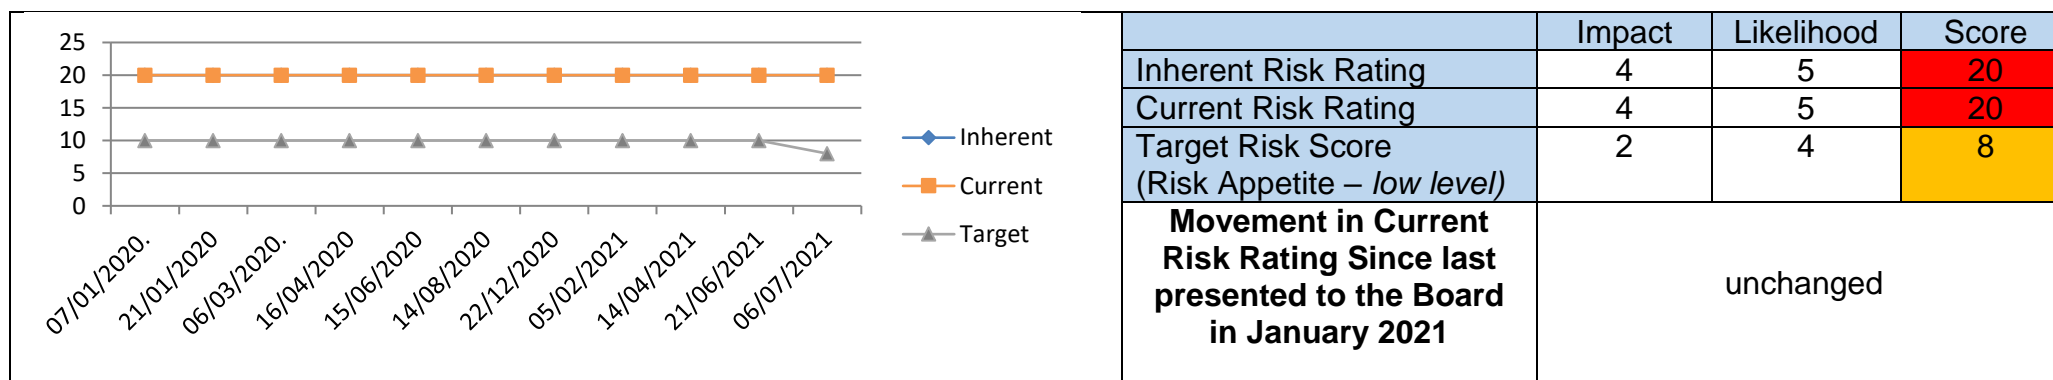 25
20
15
10
5
0
07/01/2020.
21/01/2020
06/03/2020.
16/04/2020
15/06/2020
14/08/2020
22/12/2020
05/02/2021
14/04/2021
21/06/2021
06/07/2021
Inherent
Current
Target
Impact Likelihood Score
Inherent Risk Rating 4 5 20
Current Risk Rating 4 5 20
Target Risk Score 2 4 8
(Risk Appetite – low level)
Movement in Current
Risk Rating Since last
presented to the Board
in January 2021
unchanged